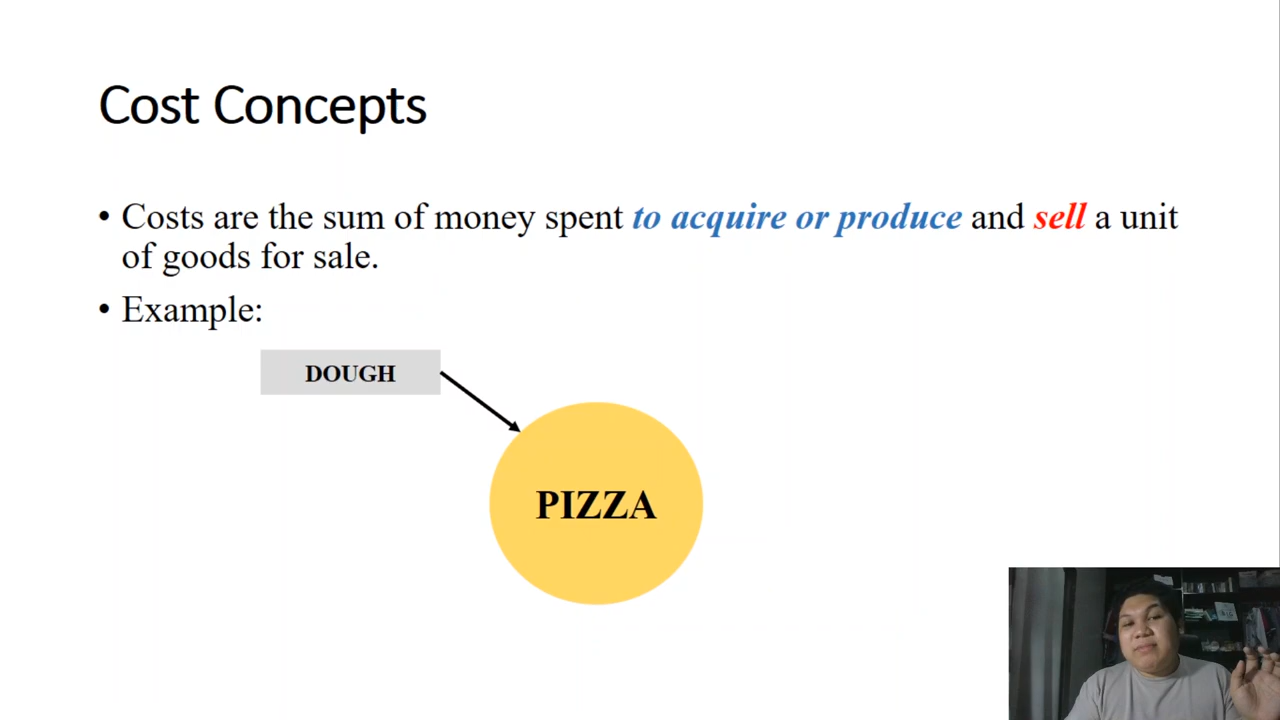 Cost Concepts
• Costs are the sum of money spent to acquire or produce and sell a unit
of goods for sale.
• Example:
DOUGH
PIZZA